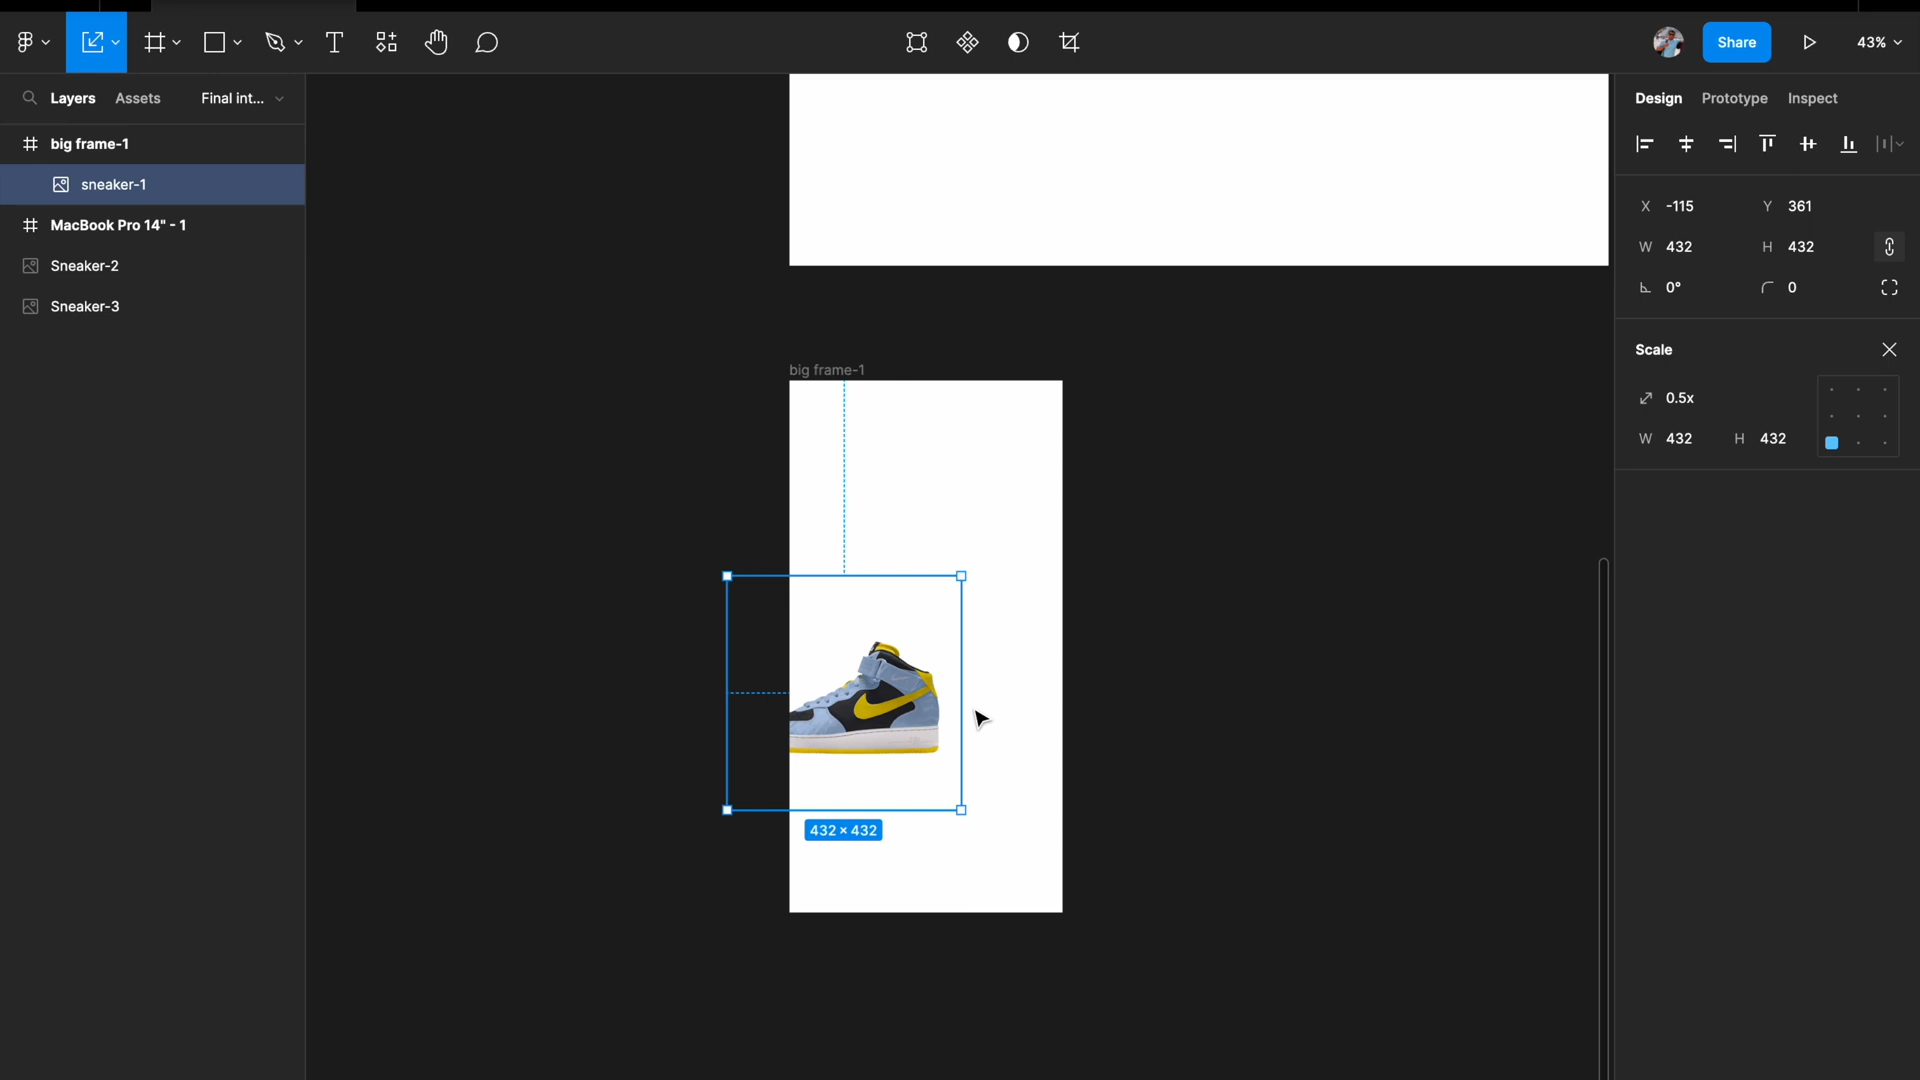 Share
43%
Layers
Assets
Final int...
Design
Prototype
Inspect
big frame-1
sneaker-1
MacBook Pro 14" - 1
Sneaker-2
Sneaker-3
X -115
Y 361
W 432
H 432
0°
0
Scale
0.5x
W 432
H 432
big frame-1
432 × 432